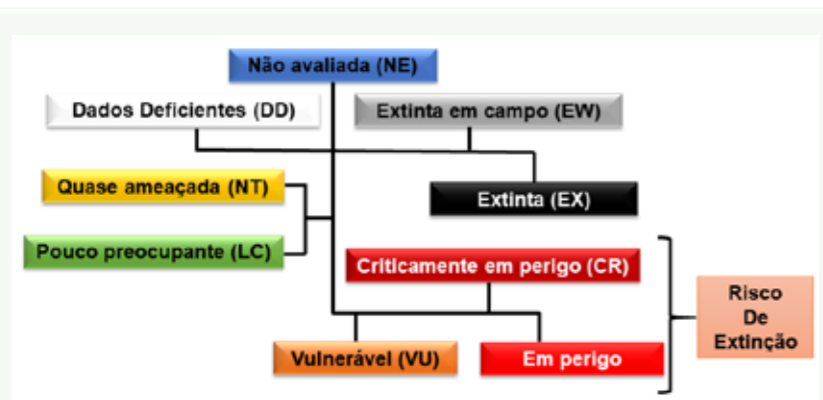 Não avaliada (NE)
Dados Deficientes (DD)
Extinta em campo (EW)
Quase ameaçada (NT)
Extinta (EX)
Pouco preocupante (LC)
Criticamente em perigo (CR)
Risco
De
Extinção
Vulnerável (VU)
Em perigo